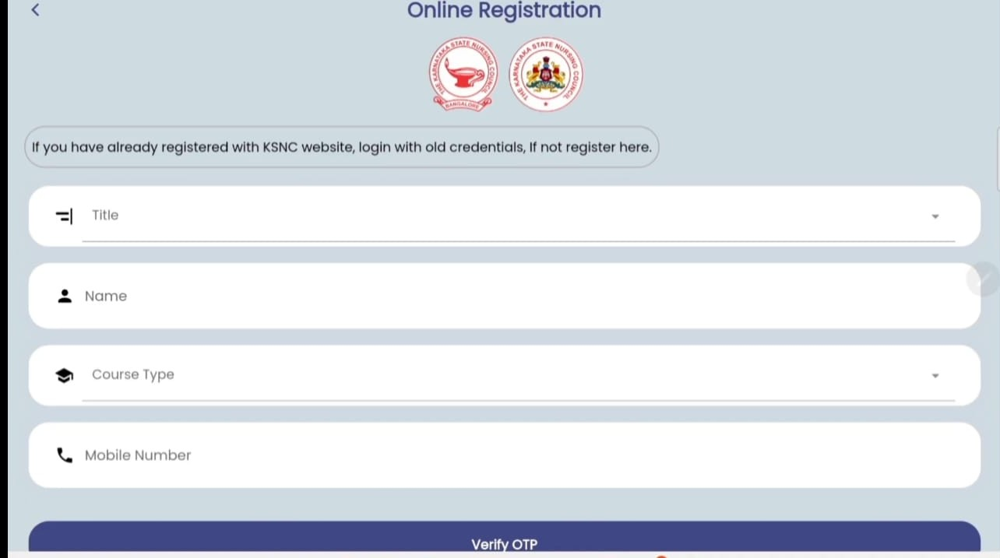 Online Registration
THE KARNATAKA STATE NURSING COUNCIL
BANGALORE
THE KARNATAKA STATE NURSING COUNCIL
If you have already registered with KSNC website, login with old credentials, If not register here.
Title
Name
Course Type
Mobile Number
Verify OTP